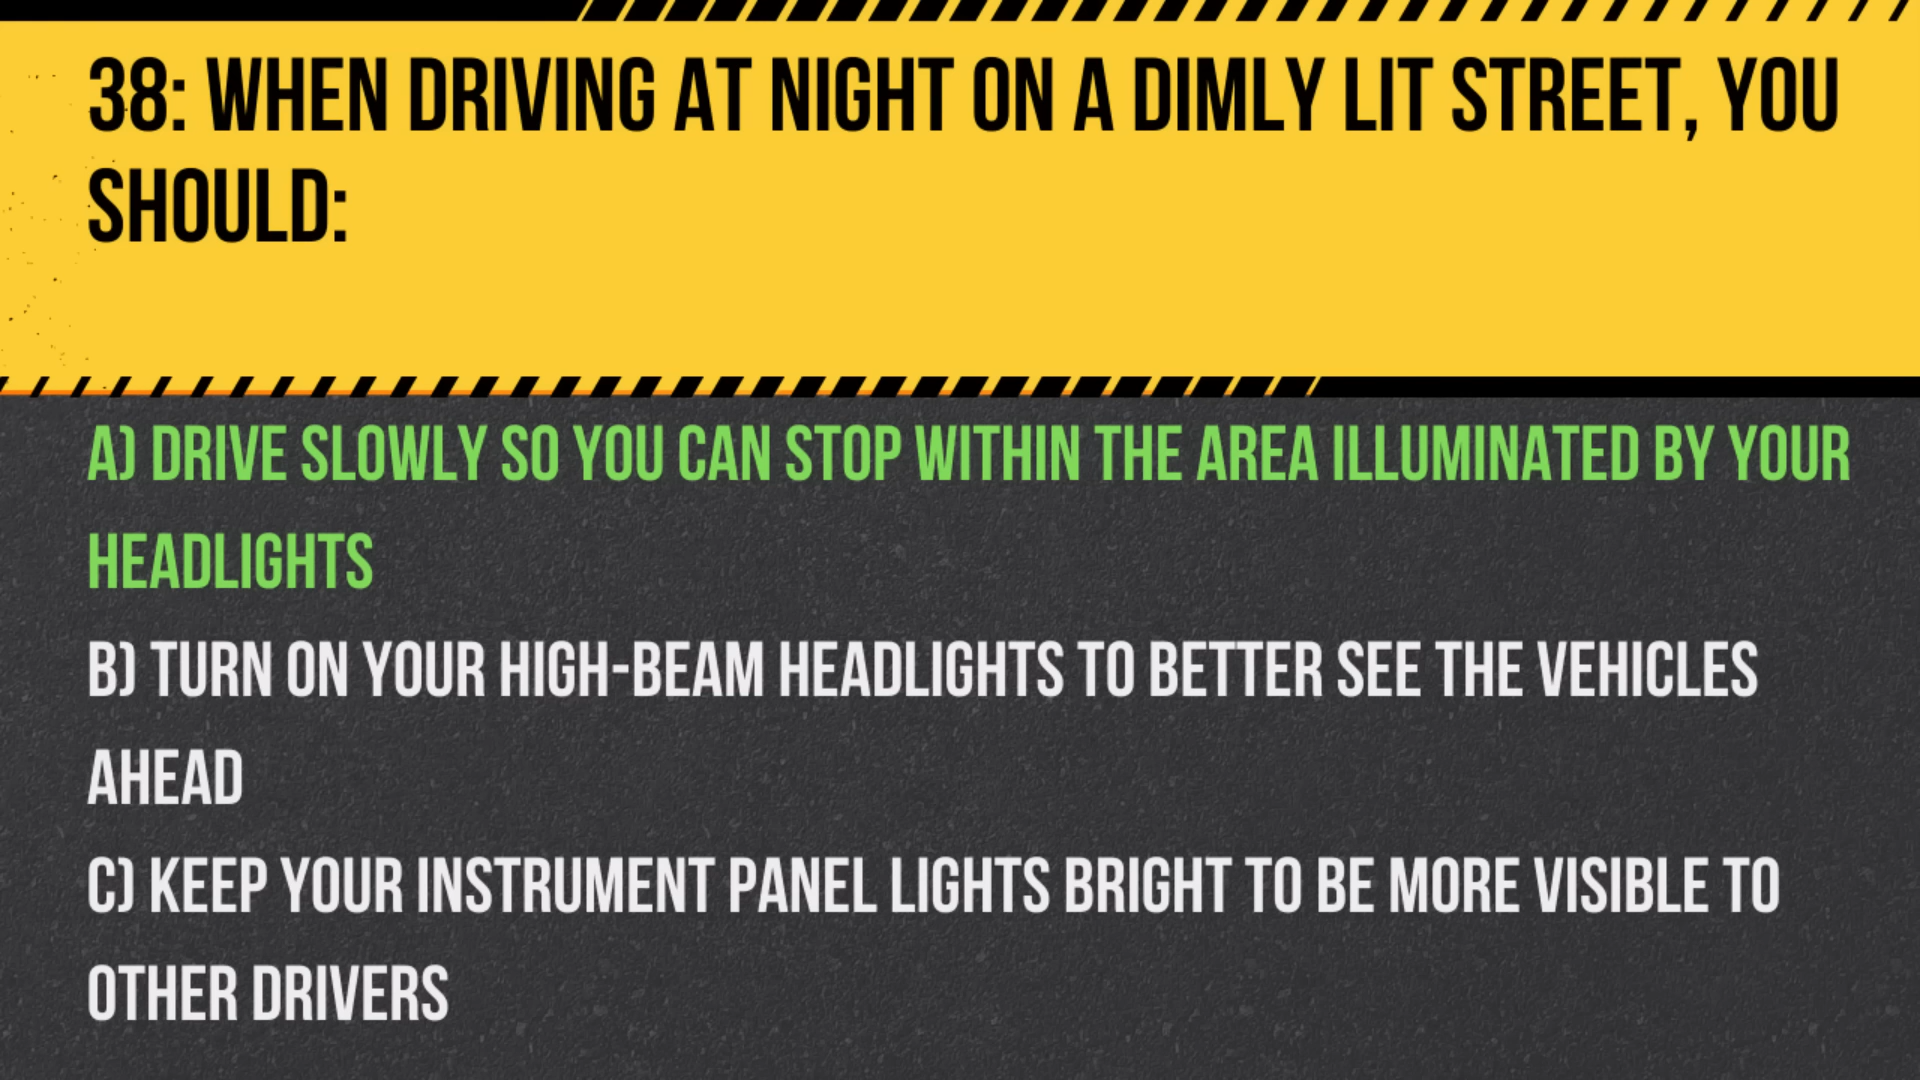 38: WHEN DRIVING AT NIGHT ON A DIMLY LIT STREET, YOU
SHOULD:
A) DRIVE SLOWLY SO YOU CAN STOP WITHIN THE AREA ILLUMINATED BY YOUR
HEADLIGHTS
B) TURN ON YOUR HIGH-BEAM HEADLIGHTS TO BETTER SEE THE VEHICLES
AHEAD
C) KEEP YOUR INSTRUMENT PANEL LIGHTS BRIGHT TO BE MORE VISIBLE TO
OTHER DRIVERS